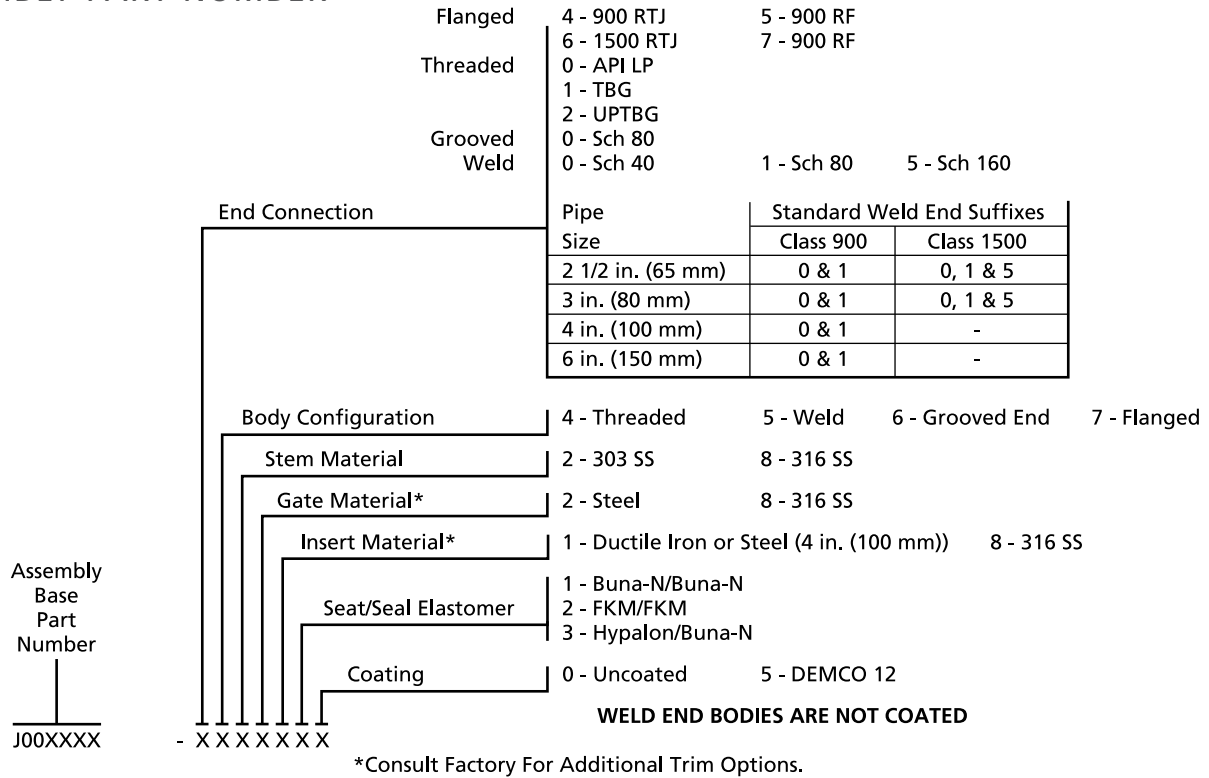 Flanged 4 - 900 RTJ 5 - 900 RF
6 - 1500 RTJ 7 - 900 RF
Threaded 0 - API LP
1 - TBG
2 - UPTBG
Grooved 0 - Sch 80
Weld 0 - Sch 40 1 - Sch 80 5 - Sch 160
End Connection Pipe Standard Weld End Suffixes
Size Class 900 Class 1500
2 1/2 in. (65 mm) 0 & 1 0, 1 & 5
3 in. (80 mm) 0 & 1 0, 1 & 5
4 in. (100 mm) 0 & 1 -
6 in. (150 mm) 0 & 1 -
Body Configuration 4 - Threaded 5 - Weld 6 - Grooved End 7 - Flanged
Stem Material 2 - 303 SS 8 - 316 SS
Gate Material* 2 - Steel 8 - 316 SS
Insert Material* 1 - Ductile Iron or Steel (4 in. (100 mm)) 8 - 316 SS
Assembly
Base
Part
Number
Seat/Seal Elastomer 1 - Buna-N/Buna-N
2 - FKM/FKM
3 - Hypalon/Buna-N
Coating 0 - Uncoated 5 - DEMCO 12
WELD END BODIES ARE NOT COATED
J00XXXX - X X X X X X X
*Consult Factory For Additional Trim Options.